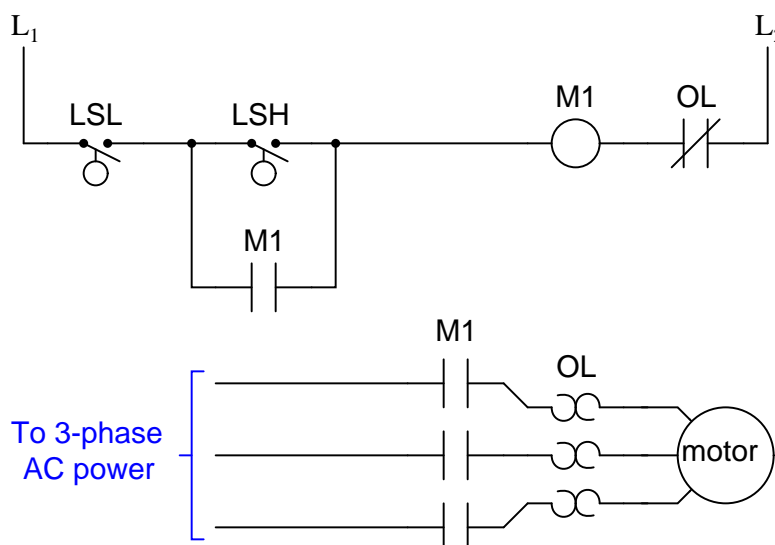 L₁
L₂
LSL
LSH
M1
OL
M1
M1
OL
To 3-phase
AC power
motor